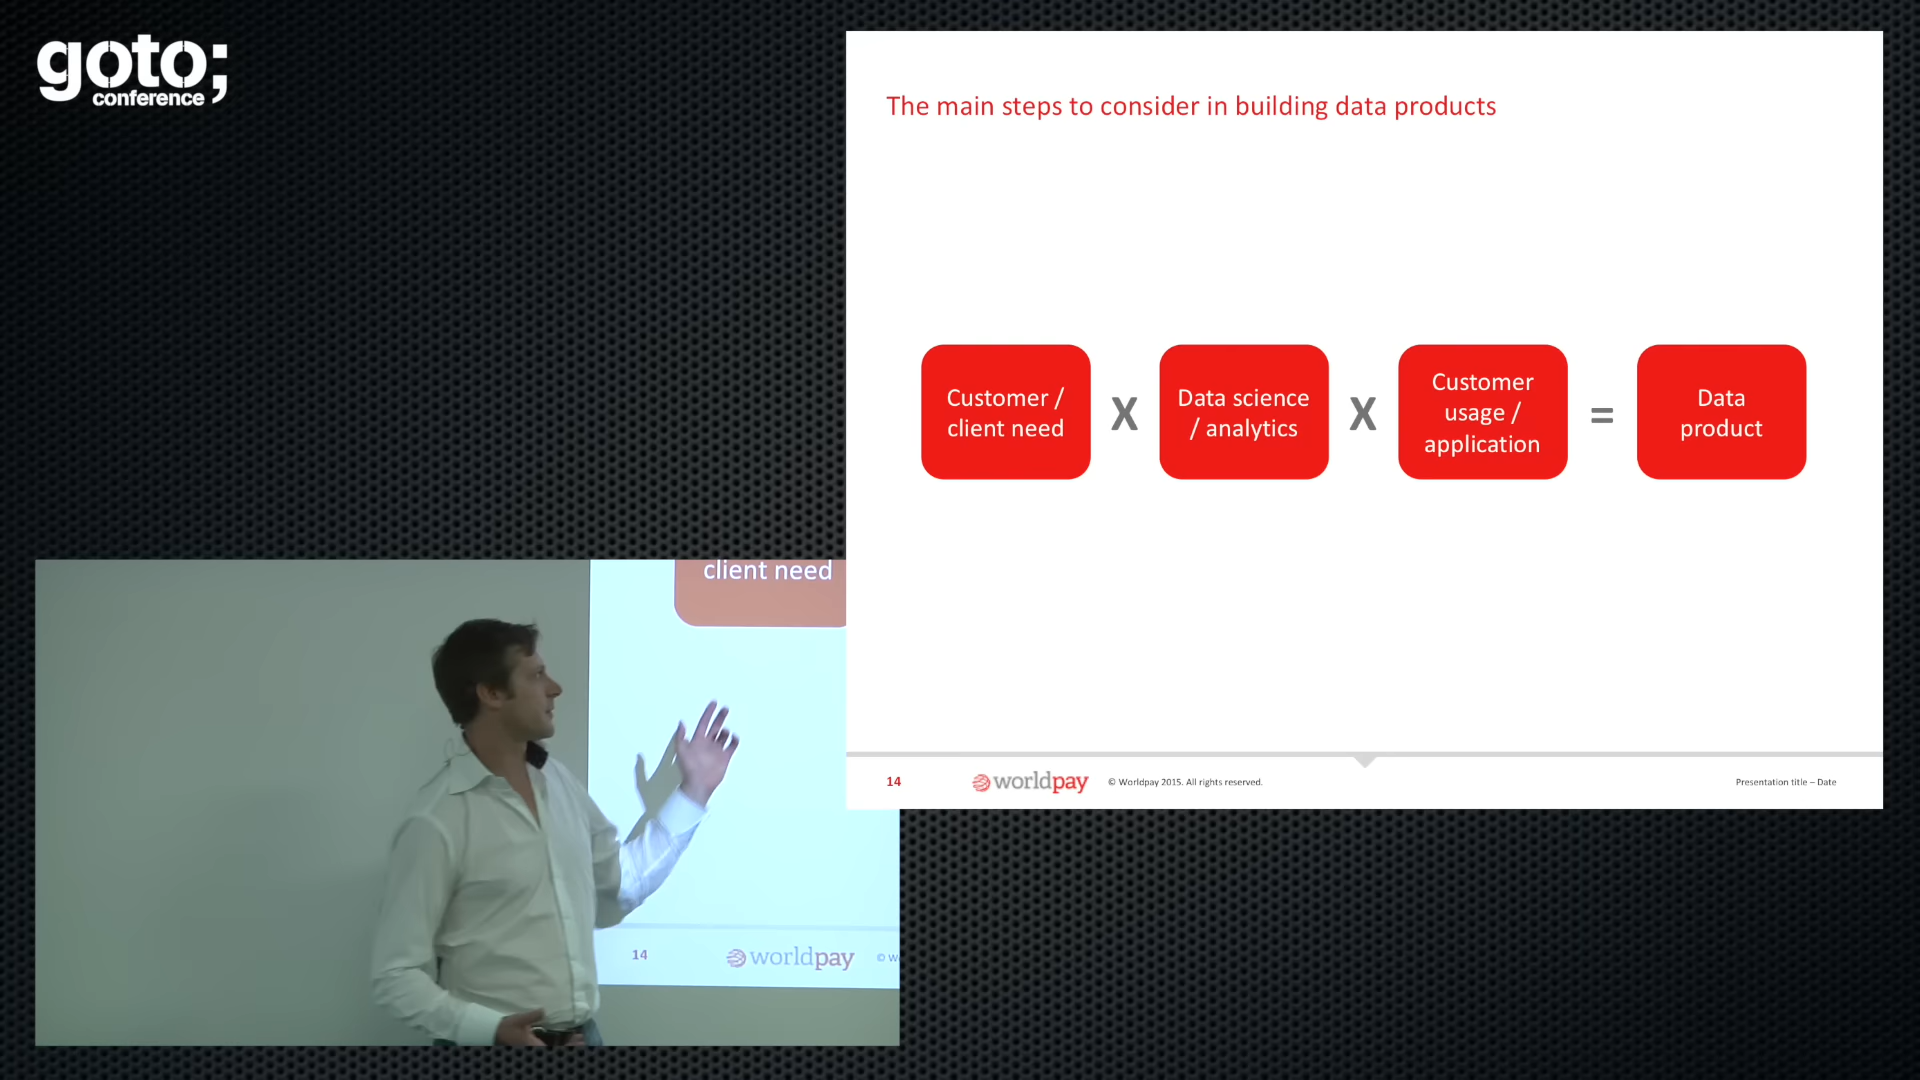 goto;
conference
The main steps to consider in building data products
Customer /
client need
X
Data science
/ analytics
X
Customer
usage /
application
=
Data
product
14
worldpay
© Worldpay 2015. All rights reserved.
Presentation title – Date
client need
14
worldpay
© W